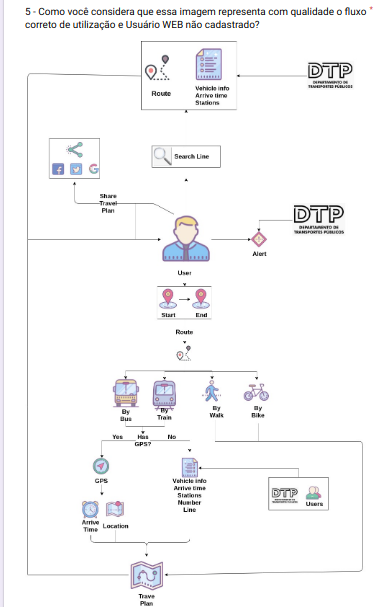 5 - Como você considera que essa imagem representa com qualidade o fluxo *
correto de utilização e Usuário WEB não cadastrado?
DTP
DEPARTAMENTO DE
TRANSPORTES PÚBLICOS
Route
Vehicle info
Arrive time
Stations
Search Line
f
G
Share
Travel
Plan
DTP
DEPARTAMENTO DE
TRANSPORTES PÚBLICOS
Alert
User
Start
End
Route
By
Bus
By
Train
By
Walk
By
Bike
Yes
Has
GPS?
No
GPS
Vehicle info
Arrive time
Stations
Number
Line
DTP
Users
Arrive
Time
Location
Trave
Plan